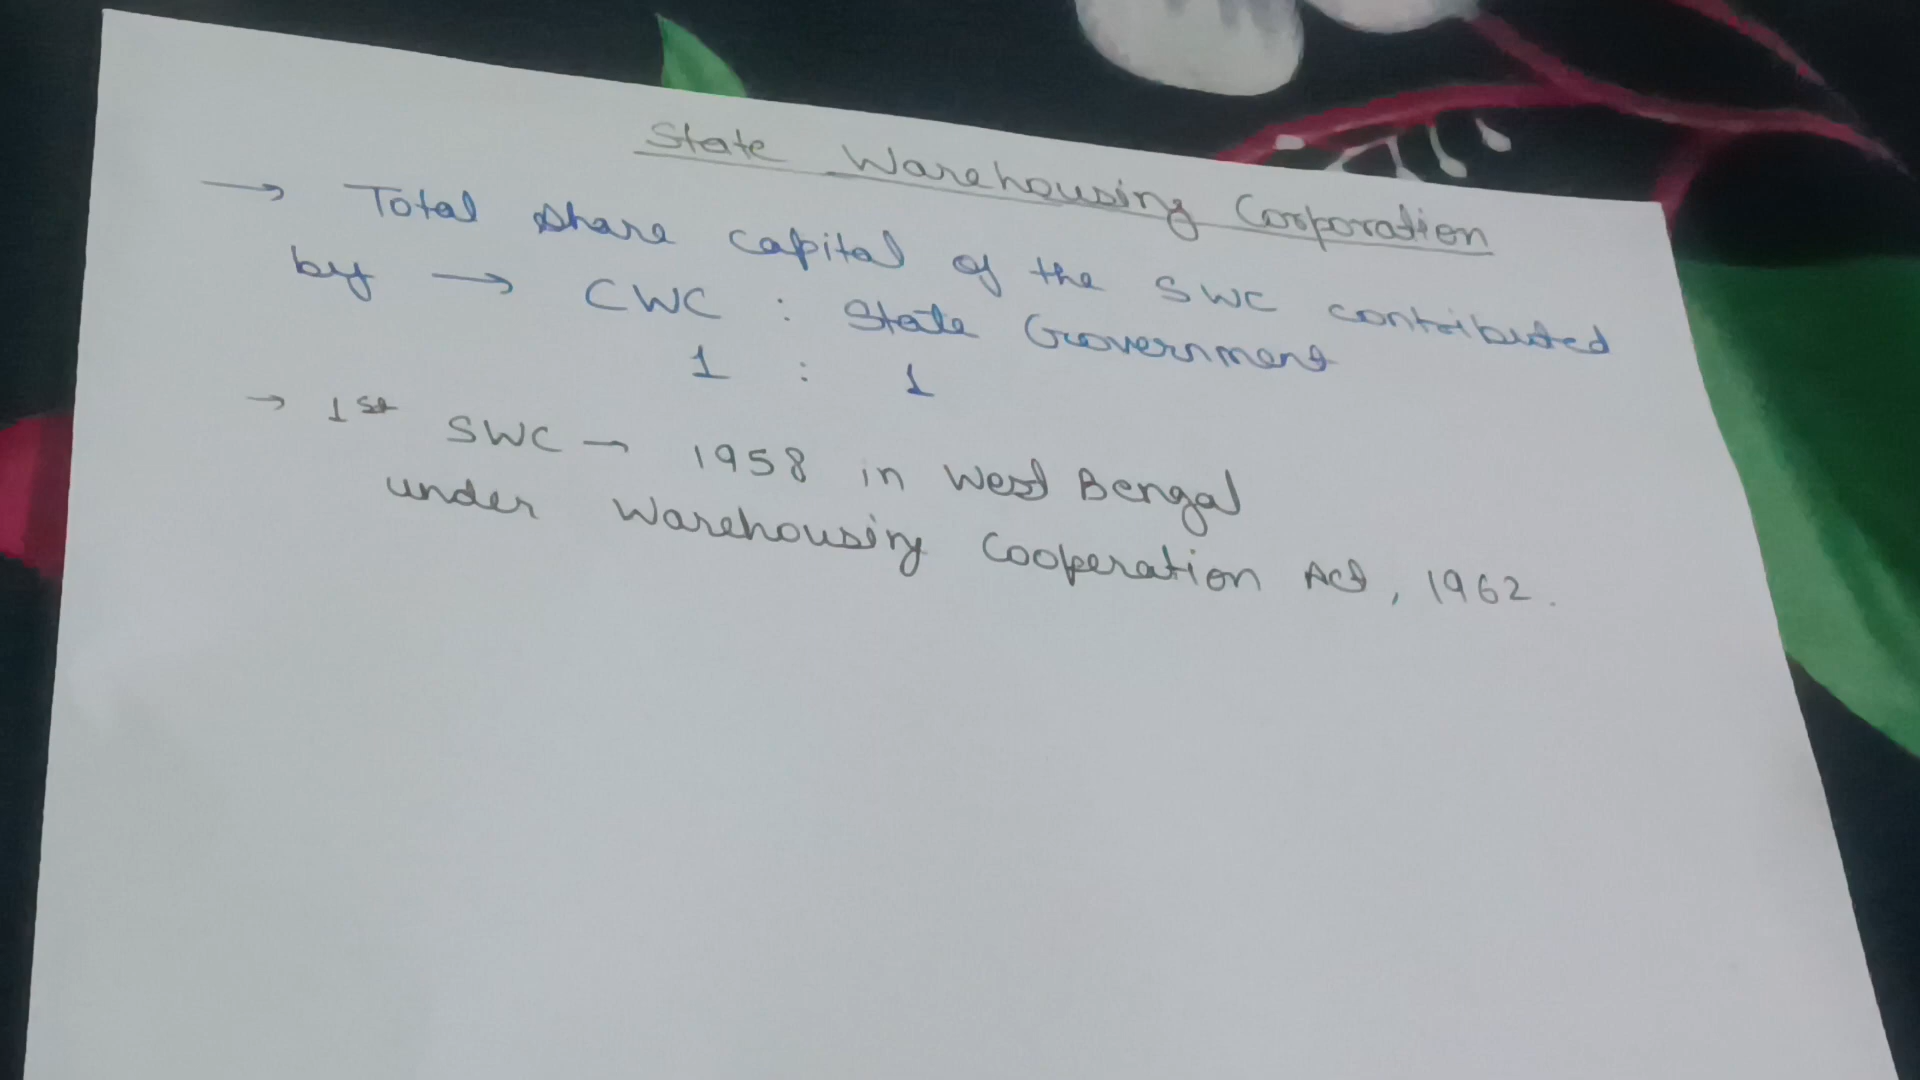 State Warehousing Corporation
→ Total share capital of the SWC contributed
by → CWC : State Government
1 : 1
→ 1st SWC → 1958 in West Bengal
under Warehousing Cooperation Act, 1962.